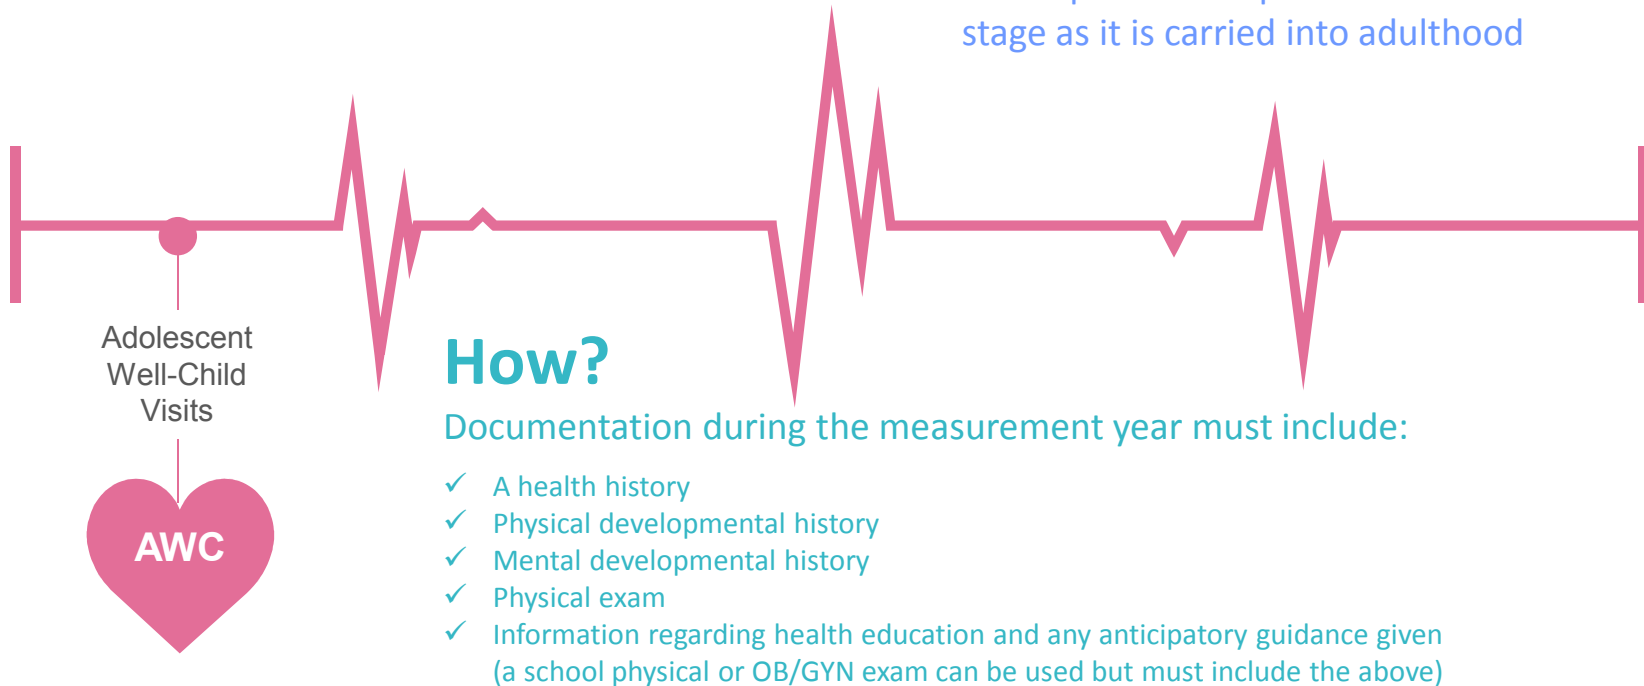 stage as it is carried into adulthood
Adolescent
Well-Child
Visits
AWC
How?
Documentation during the measurement year must include:
✓ A health history
✓ Physical developmental history
✓ Mental developmental history
✓ Physical exam
✓ Information regarding health education and any anticipatory guidance given
(a school physical or OB/GYN exam can be used but must include the above)